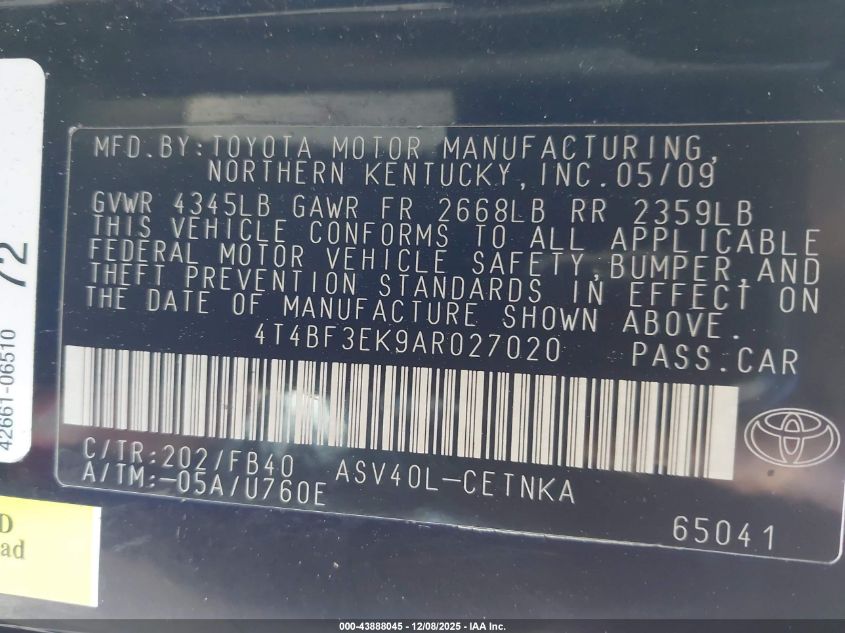 MFD.BY:TOYOTA MOTOR MANUFACTURING,
NORTHERN KENTUCKY,INC.05/09
GVWR 4345LB GAWR FR 2668LB RR 2359LB
THIS VEHICLE CONFORMS TO ALL APPLICABLE
FEDERAL MOTOR VEHICLE SAFETY,BUMPER,AND
THEFT PREVENTION STANDARDS IN EFFECT ON
THE DATE OF MANUFACTURE SHOWN ABOVE.
4T4BF3EK9AR027020 PASS.CAR
C/TR:202/FB40 ASV40L-CETNKA
A/TM:-05A/U760E
65041
72
42661-06510
D
ad
000-43888045 - 12/08/2025 - IAA Inc.